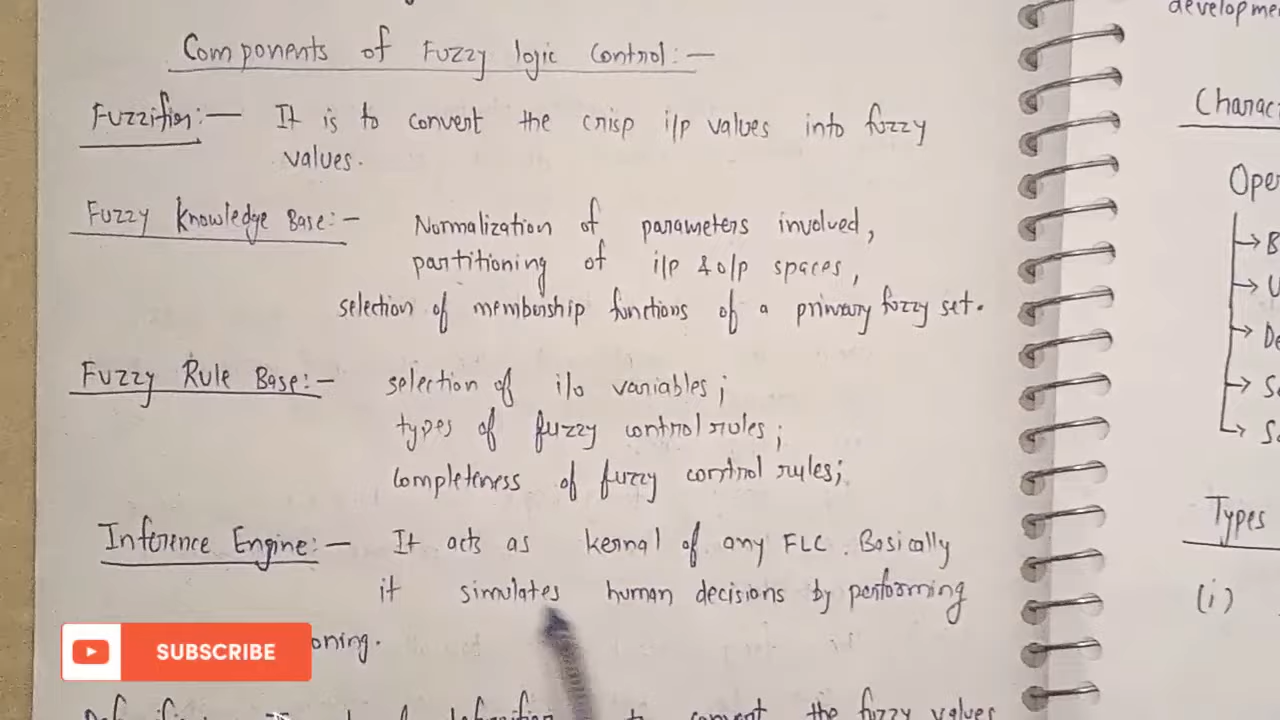 Components of Fuzzy logic Control:-
Fuzzifier:- It is to convert the crisp i/p values into fuzzy
values.
Fuzzy Knowledge Base:- Normalization of parameters involved,
partitioning of i/p & o/p spaces,
selection of membership functions of a primary fuzzy set.
Fuzzy Rule Base:- selection of i/o variables;
types of fuzzy control rules;
completeness of fuzzy control rules;
Inference Engine:- It acts as kernal of any FLC. Basically
it simulates human decisions by performing
oning.
SUBSCRIBE
convert the fuzzy values
developme
Charac
Ope
B
U
De
S
S
Types
(i)